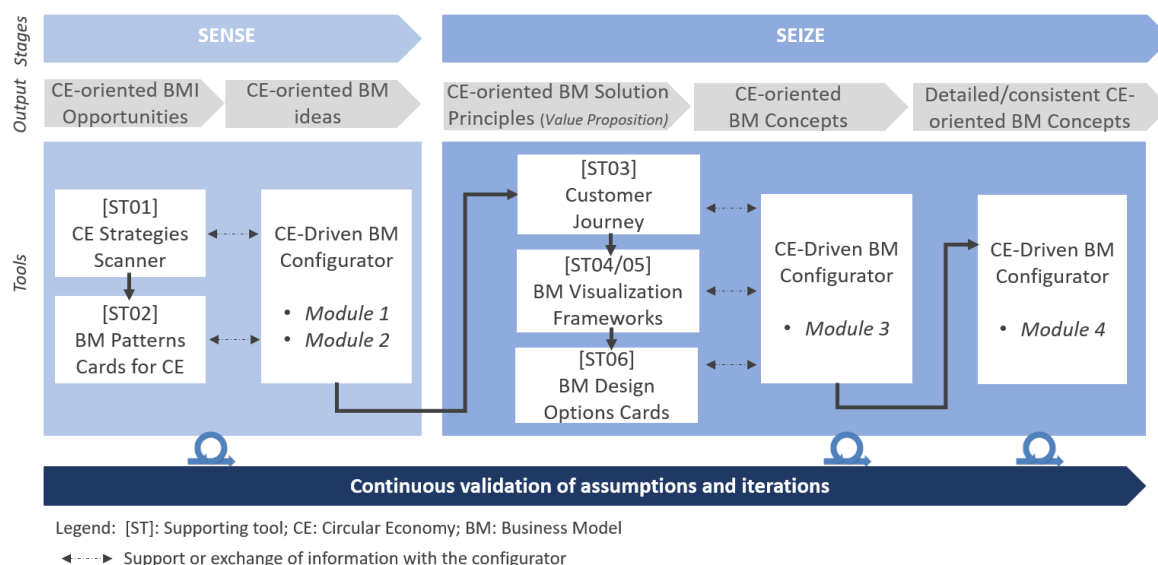 Stages
SENSE
SEIZE
Output
CE-oriented BMI
Opportunities
CE-oriented BM
ideas
CE-oriented BM Solution
Principles (Value Proposition)
CE-oriented
BM Concepts
Detailed/consistent CE-
oriented BM Concepts
Tools
[ST01]
CE Strategies
Scanner
[ST02]
BM Patterns
Cards for CE
CE-Driven BM
Configurator
• Module 1
• Module 2
[ST03]
Customer
Journey
[ST04/05]
BM Visualization
Frameworks
[ST06]
BM Design
Options Cards
CE-Driven BM
Configurator
• Module 3
CE-Driven BM
Configurator
• Module 4
Continuous validation of assumptions and iterations
Legend: [ST]: Supporting tool; CE: Circular Economy; BM: Business Model
Support or exchange of information with the configurator